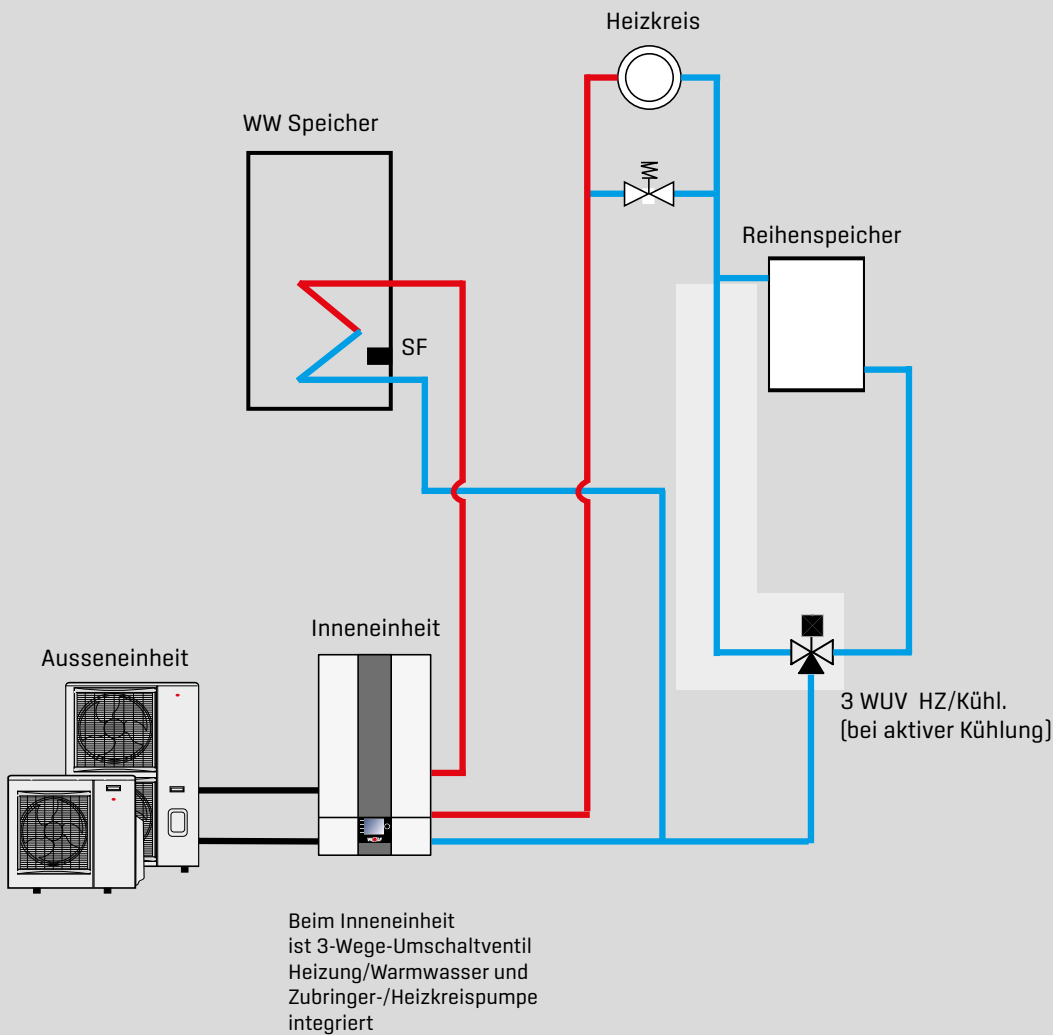 Heizkreis
WW Speicher
Reihenspeicher
SF
Inneneinheit
Ausseneinheit
3 WUV HZ/Kühl.
(bei aktiver Kühlung)
WOLF
Beim Inneneinheit
ist 3-Wege-Umschaltventil
Heizung/Warmwasser und
Zubringer-/Heizkreispumpe
integriert